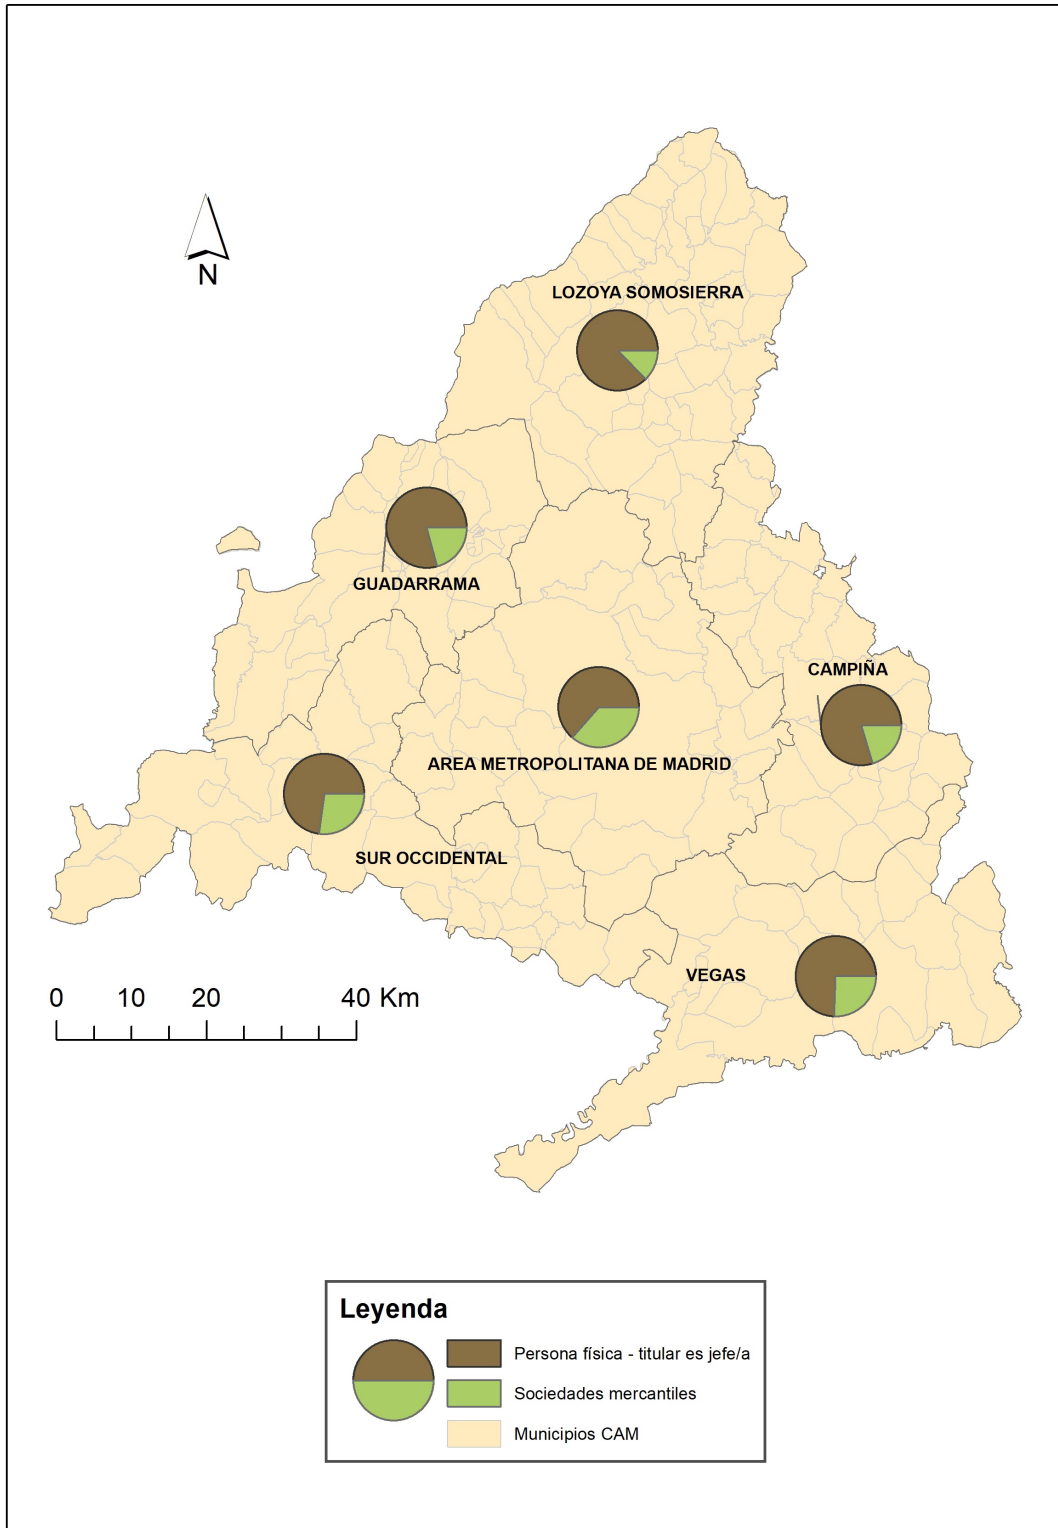 N
LOZOYA SOMOSIERRA
GUADARRAMA
CAMPIÑA
AREA METROPOLITANA DE MADRID
SUR OCCIDENTAL
VEGAS
0 10 20 40 Km
Leyenda
Persona física - titular es jefe/a
Sociedades mercantiles
Municipios CAM